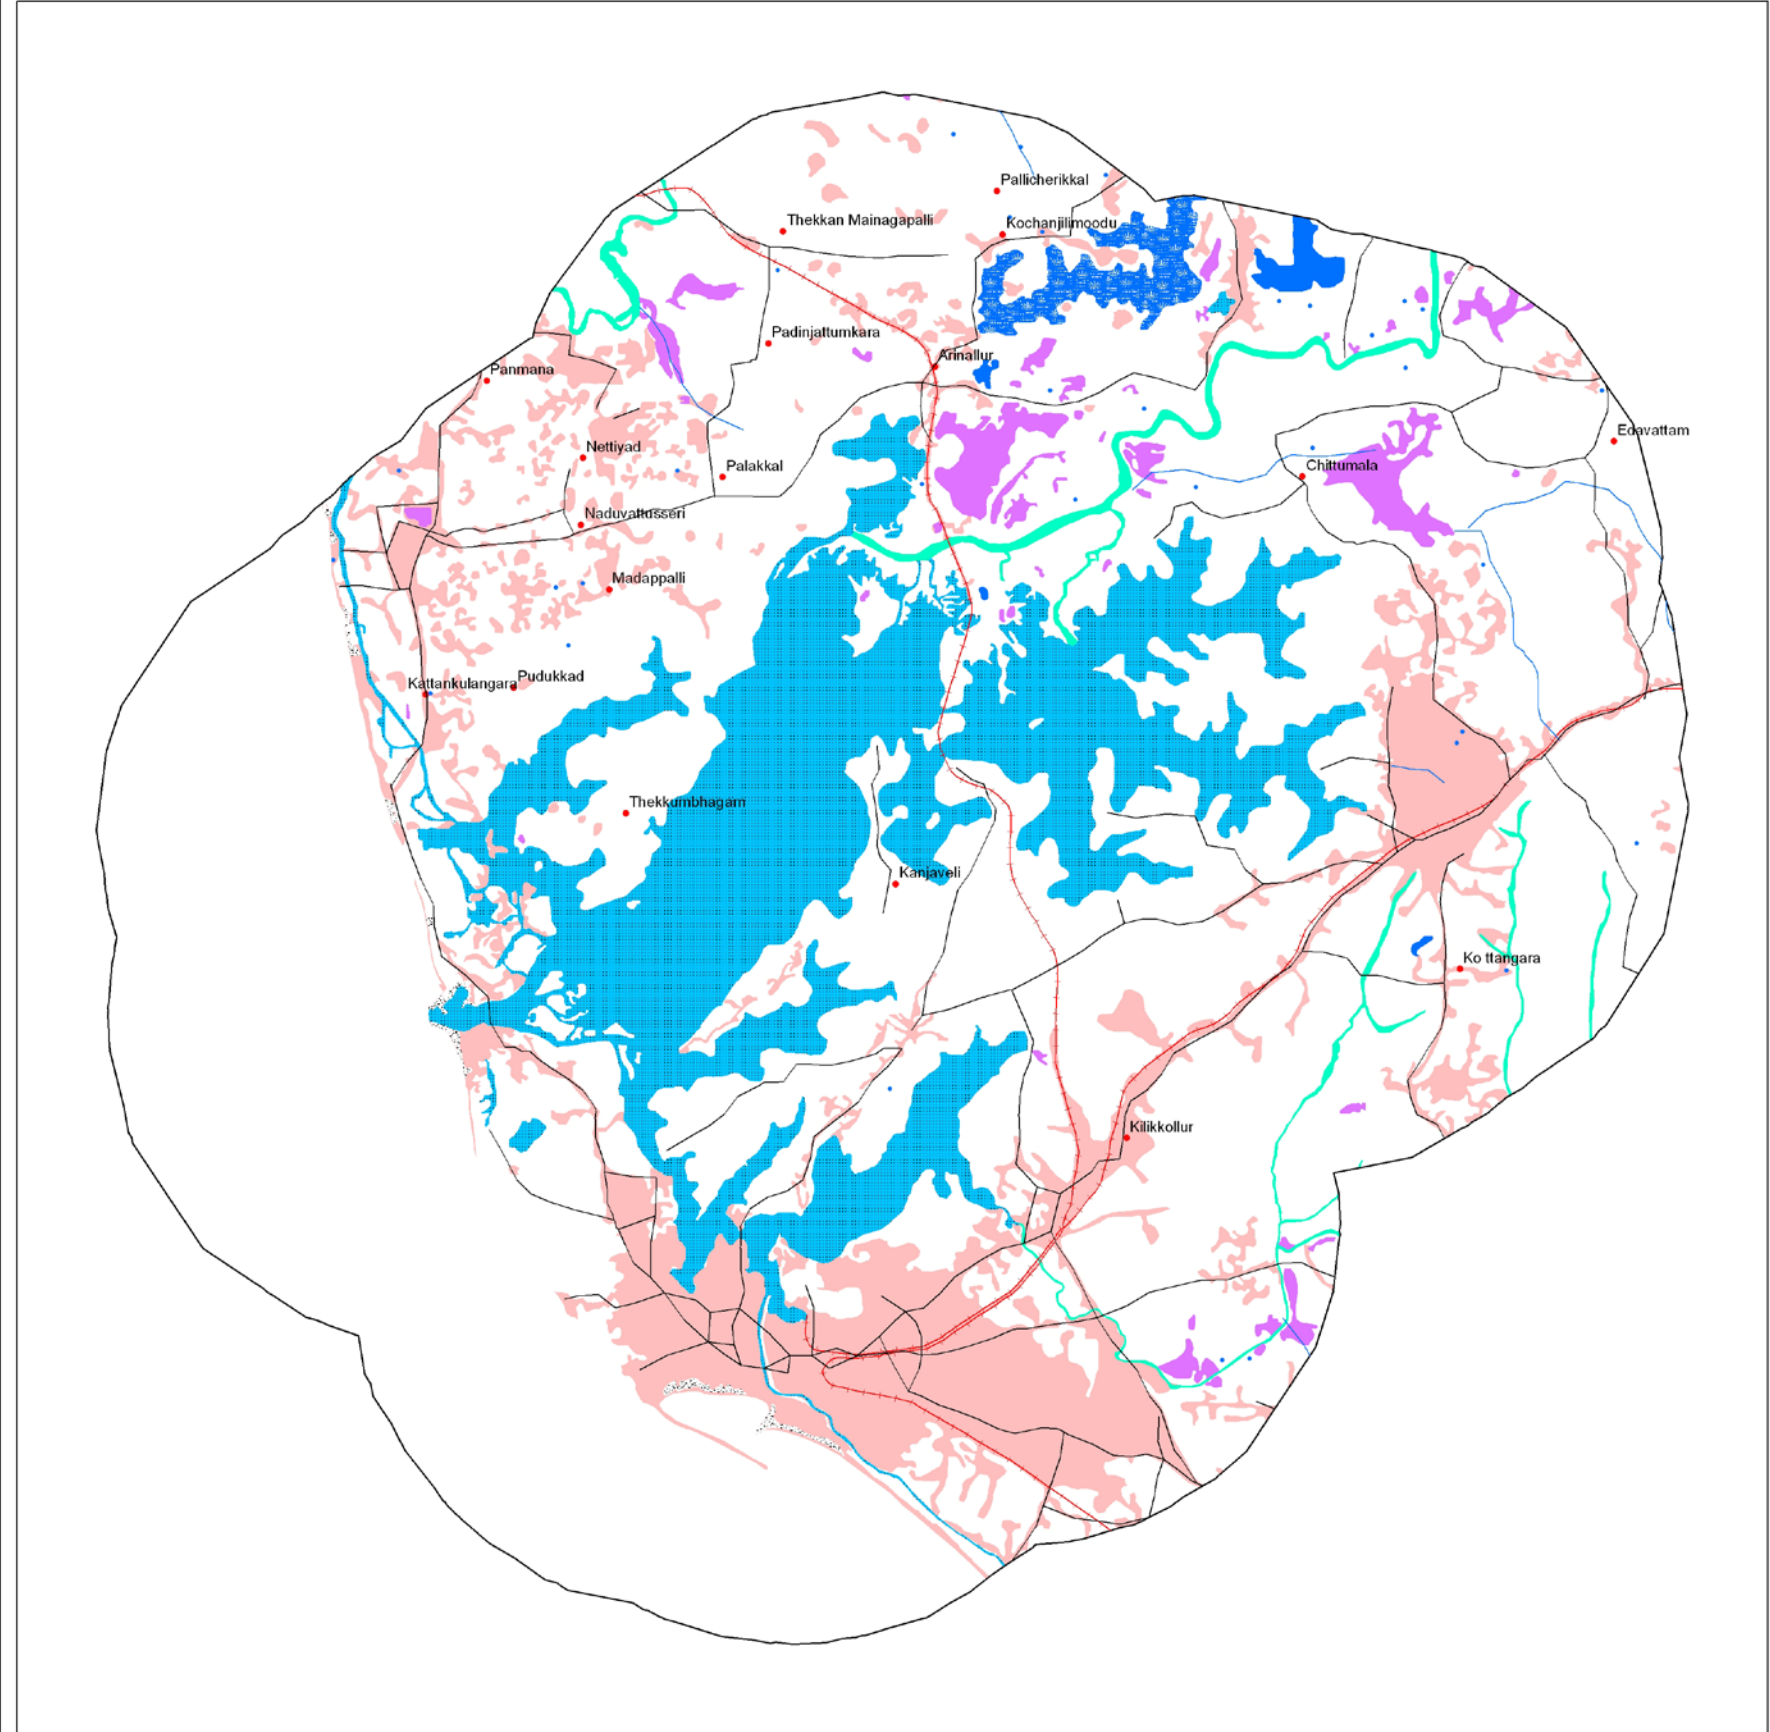 Pallicherikkal
Thekkan Mainagapalli
Kochanjilimoodu
Padinjattumkara
Arinallur
Panmana
Edavattam
Nettiyad
Palakkal
Chittumala
Naduvattusseri
Madappalli
Kattankulangara
Pudukkad
Thekkumbhagam
Kanjaveli
Ko ttangara
Kilikkollur